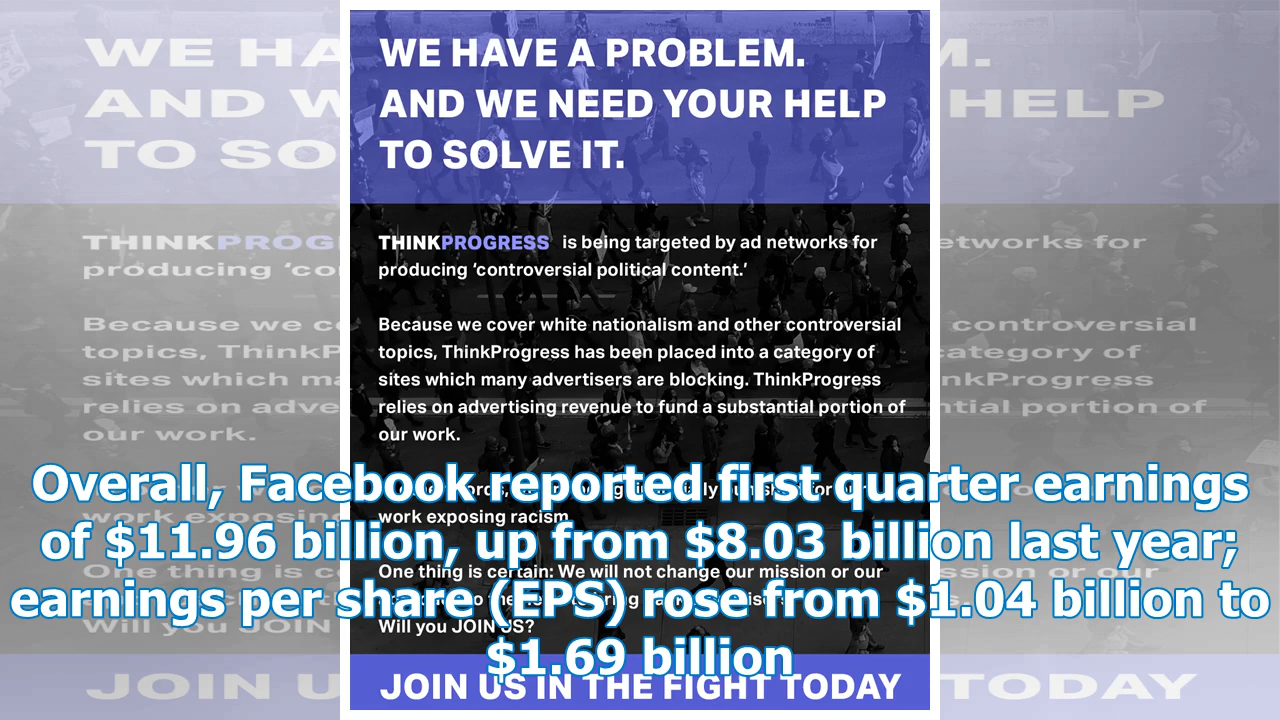 WE HAVE A PROBLEM.
AND WE NEED YOUR HELP
TO SOLVE IT.
THINKPROGRESS is being targeted by ad networks for
producing ‘controversial political content.’
Because we cover white nationalism and other controversial
topics, ThinkProgress has been placed into a category of
sites which many advertisers are blocking. ThinkProgress
relies on advertising revenue to fund a substantial portion of
our work.
work exposing racism
One thing is certain: We will not change our mission or our
Will you JOIN US?
JOIN US IN THE FIGHT TODAY
Overall, Facebook reported first quarter earnings
of $11.96 billion, up from $8.03 billion last year;
earnings per share (EPS) rose from $1.04 billion to
$1.69 billion